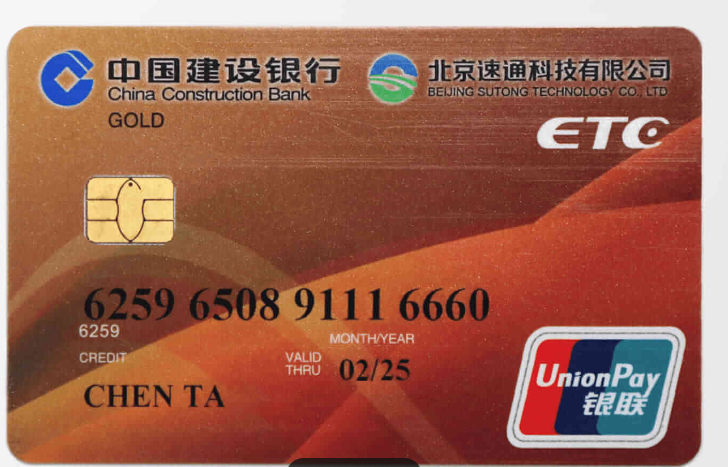 中国建设银行
China Construction Bank
GOLD
北京速通科技有限公司
BEIJING SUTONG TECHNOLOGY CO., LTD
ETC
6259 6508 9111 6660
6259
MONTH/YEAR
CREDIT
VALID THRU 02/25
CHEN TA
UnionPay
银联